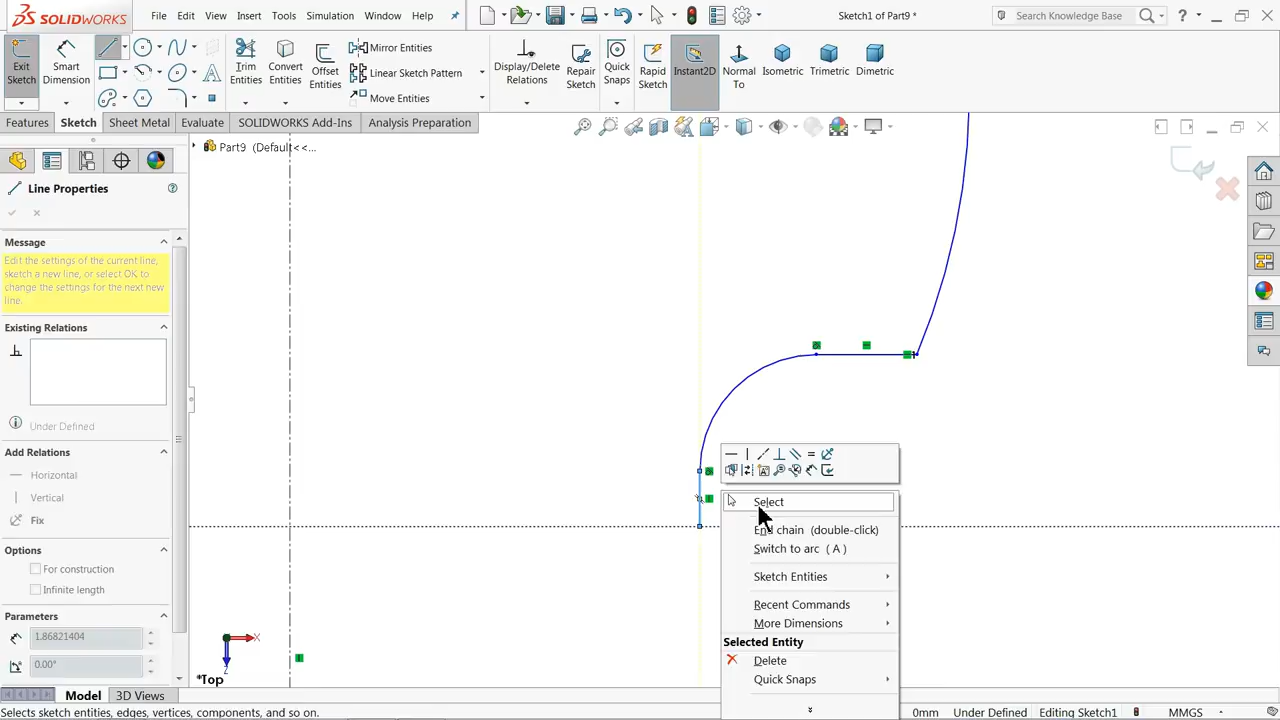 SOLIDWORKS
File Edit View Insert Tools Simulation Window Help
Sketch1 of Part9 *
Search Knowledge Base
?
Exit Sketch
Smart Dimension
Trim Entities
Convert Entities
Offset Entities
Mirror Entities
Linear Sketch Pattern
Move Entities
Display/Delete Relations
Repair Sketch
Quick Snaps
Rapid Sketch
Instant2D
Normal To
Isometric
Trimetric
Dimetric
Features Sketch Sheet Metal Evaluate SOLIDWORKS Add-Ins Analysis Preparation
Part9 (Default<<...
Line Properties
Message
Edit the settings of the current line,
sketch a new line, or select OK to
change the settings for the next new
line.
Existing Relations
Under Defined
Add Relations
Horizontal
Vertical
Fix
Options
For construction
Infinite length
Parameters
1.86821404
0.00°
Select
End chain (double-click)
Switch to arc ( A )
Sketch Entities
Recent Commands
More Dimensions
Selected Entity
Delete
Quick Snaps
X
Z
*Top
Model 3D Views
Selects sketch entities, edges, vertices, components, and so on.
0mm Under Defined Editing Sketch1 MMGS